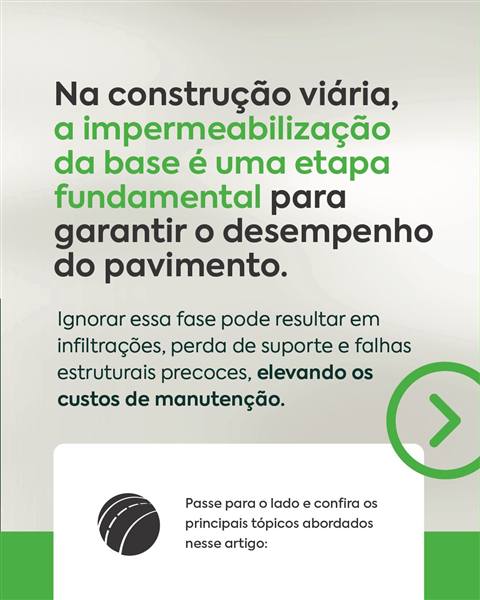 Na construção viária,
a impermeabilização
da base é uma etapa
fundamental para
garantir o desempenho
do pavimento.
Ignorar essa fase pode resultar em
infiltrações, perda de suporte e falhas
estruturais precoces, elevando os
custos de manutenção.
Passe para o lado e confira os
principais tópicos abordados
nesse artigo: